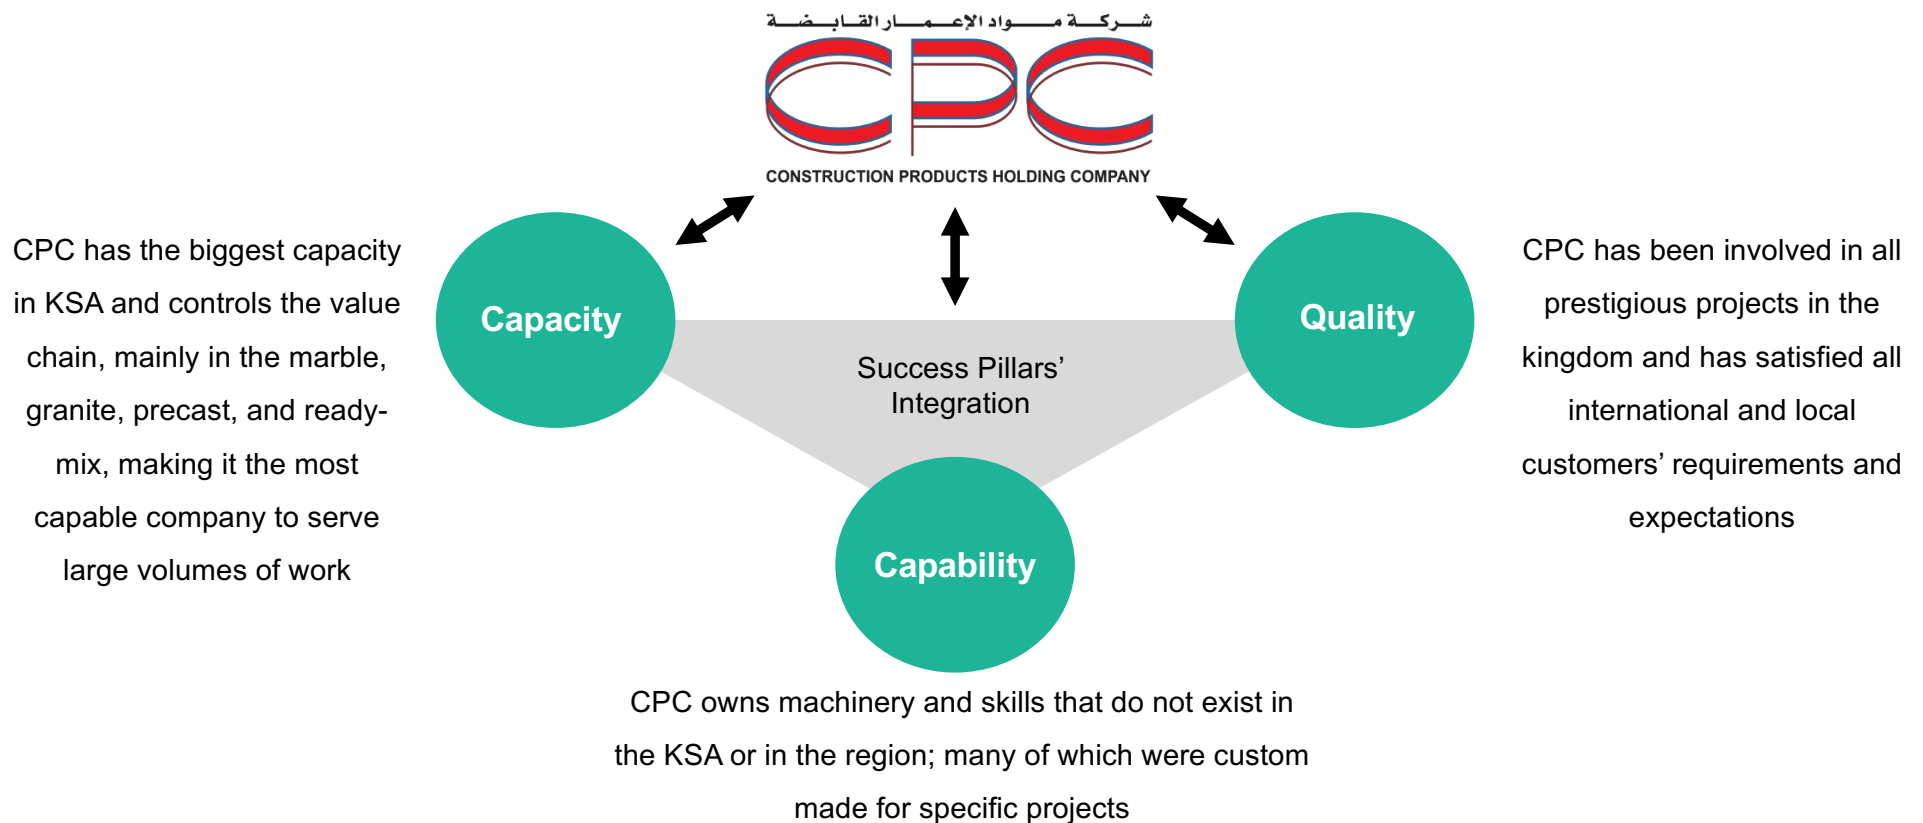 شركة مواد الإعمار القابضة
CPC
CONSTRUCTION PRODUCTS HOLDING COMPANY
CPC has the biggest capacity
in KSA and controls the value
chain, mainly in the marble,
granite, precast, and ready-
mix, making it the most
capable company to serve
large volumes of work
Capacity
Success Pillars’
Integration
Quality
CPC has been involved in all
prestigious projects in the
kingdom and has satisfied all
international and local
customers’ requirements and
expectations
Capability
CPC owns machinery and skills that do not exist in
the KSA or in the region; many of which were custom
made for specific projects